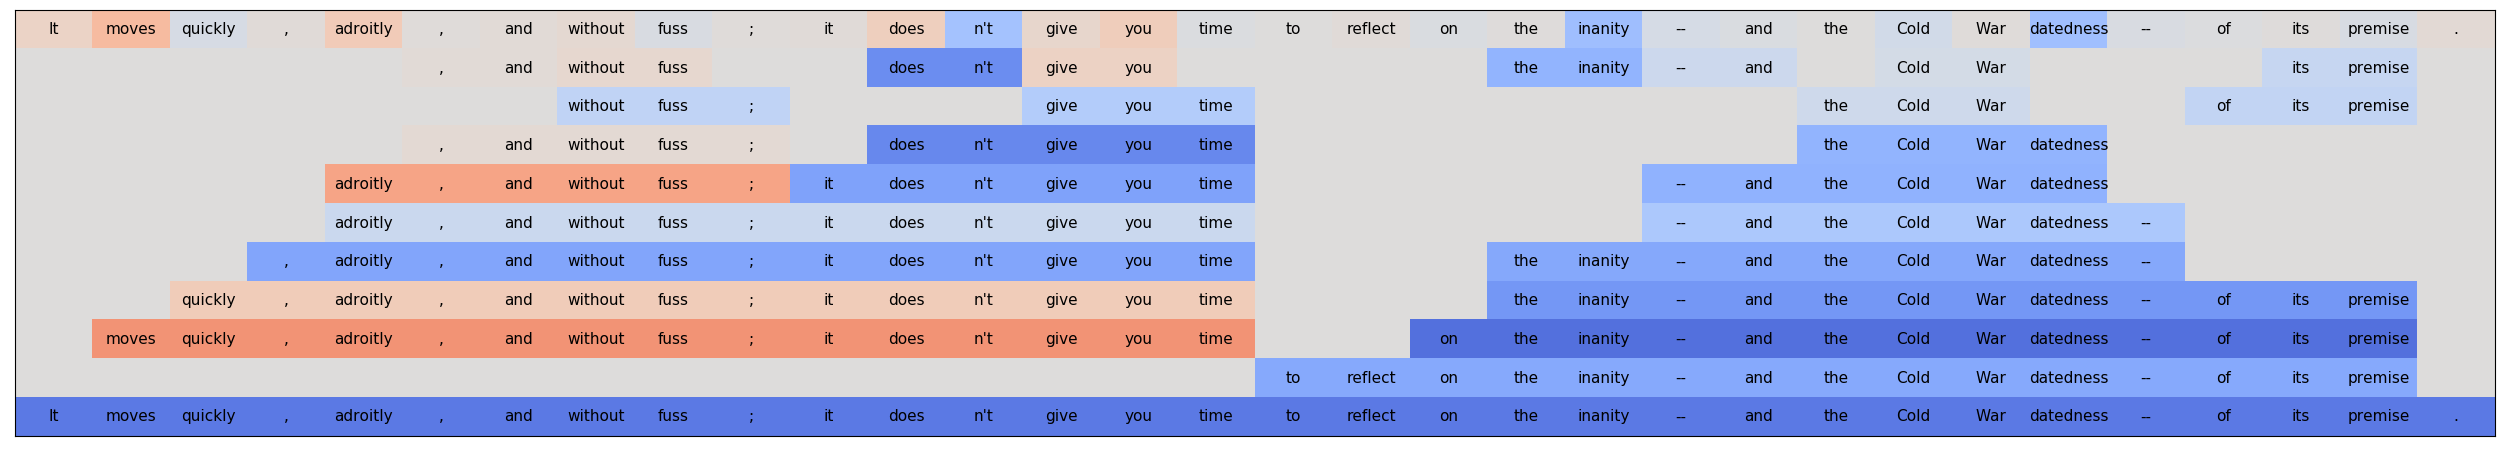 It moves quickly , adroitly , and without fuss ; it does n't give you time to reflect on the inanity -- and the Cold War datedness -- of its premise .
, and without fuss does n't give you the inanity -- and Cold War its premise
without fuss ; give you time the Cold War of its premise
, and without fuss ; does n't give you time the Cold War datedness
adroitly , and without fuss ; it does n't give you time -- and the Cold War datedness
adroitly , and without fuss ; it does n't give you time -- and the Cold War datedness --
, adroitly , and without fuss ; it does n't give you time the inanity -- and the Cold War datedness --
quickly , adroitly , and without fuss ; it does n't give you time the inanity -- and the Cold War datedness -- of its premise
moves quickly , adroitly , and without fuss ; it does n't give you time on the inanity -- and the Cold War datedness -- of its premise
to reflect on the inanity -- and the Cold War datedness -- of its premise
It moves quickly , adroitly , and without fuss ; it does n't give you time to reflect on the inanity -- and the Cold War datedness -- of its premise .